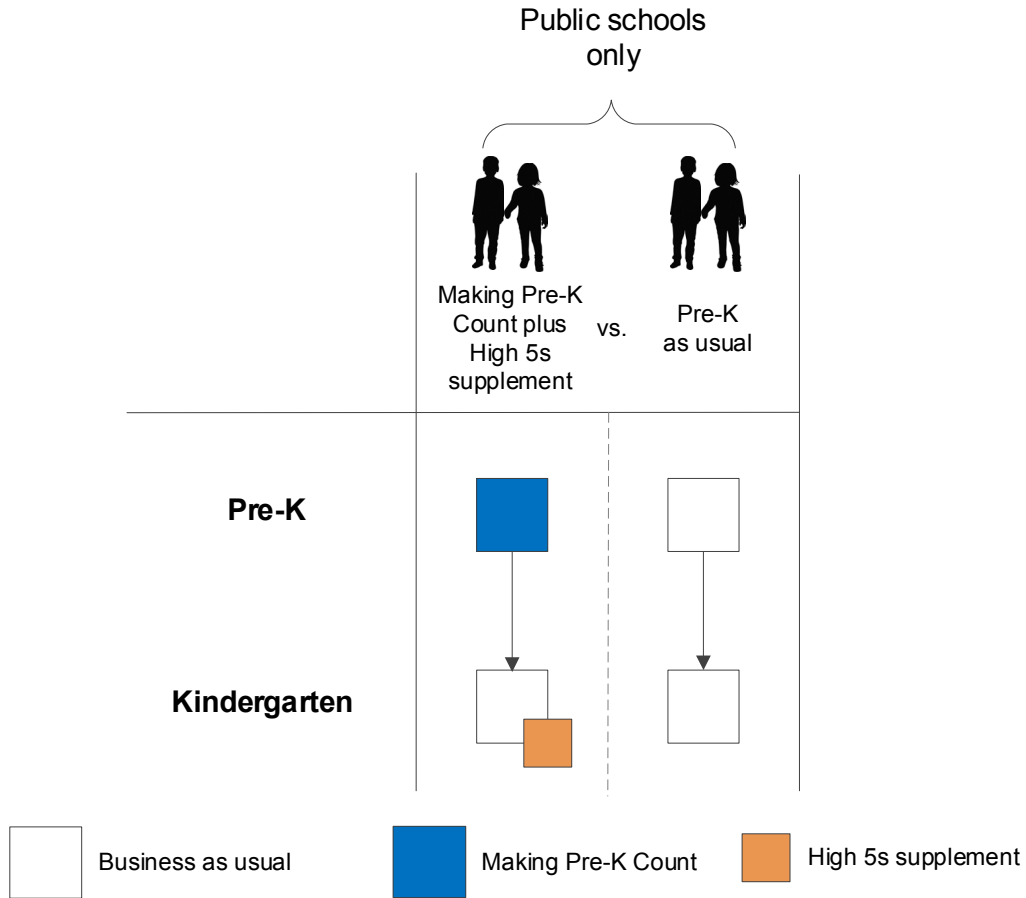 Public schools
only
Making Pre-K
Count plus
High 5s
supplement
vs.
Pre-K
as usual
Pre-K
Kindergarten
Business as usual
Making Pre-K Count
High 5s supplement